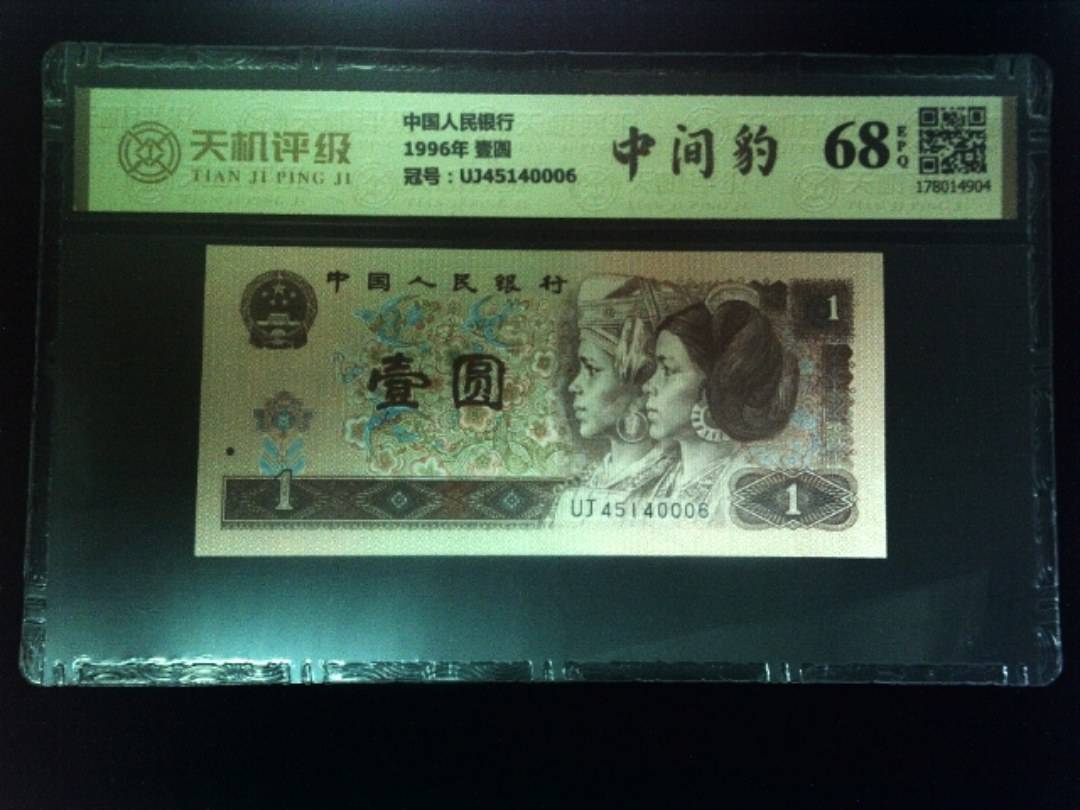 天机评级
TIAN JI PING JI
中国人民银行
1996年 壹圆
冠号：UJ45140006
中间豹
68
EPQ
178014904
中国人民银行
1
壹圆
1
UJ45140006
1